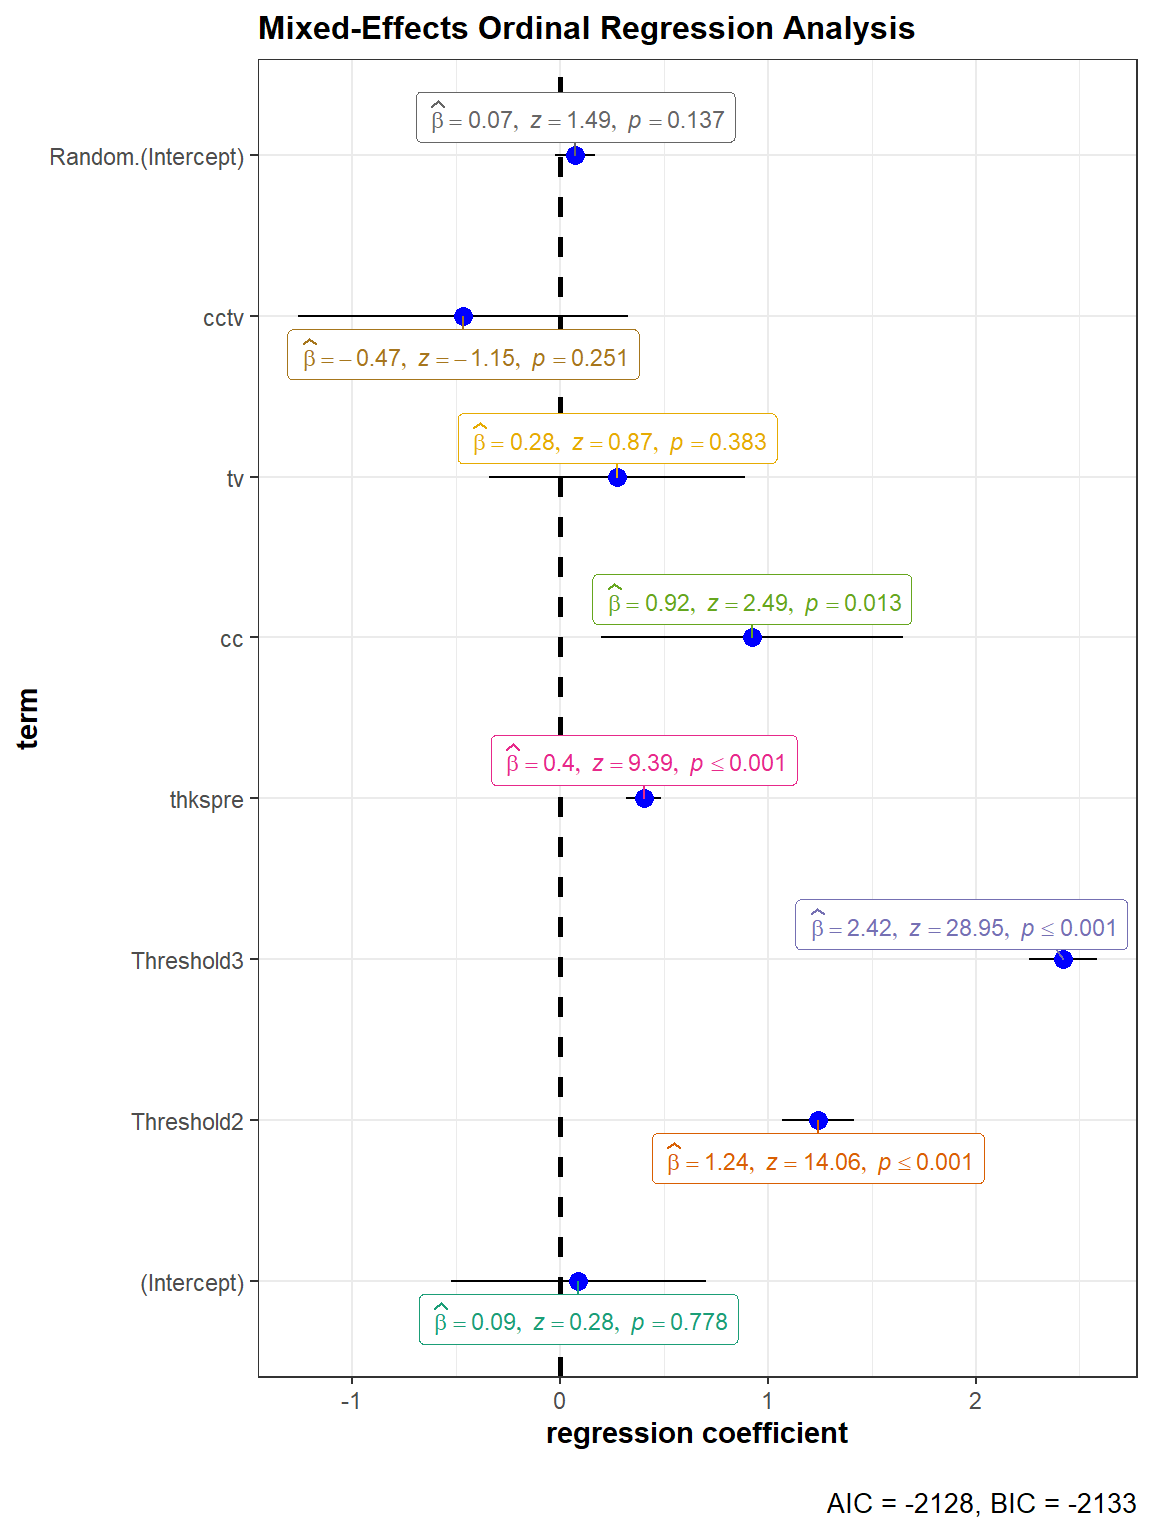 Mixed-Effects Ordinal Regression Analysis
Random.(Intercept)
β̂ = 0.07, z = 1.49, p = 0.137
cctv
β̂ = −0.47, z = −1.15, p = 0.251
tv
β̂ = 0.28, z = 0.87, p = 0.383
cc
β̂ = 0.92, z = 2.49, p = 0.013
term
thkspre
β̂ = 0.4, z = 9.39, p ≤ 0.001
Threshold3
β̂ = 2.42, z = 28.95, p ≤ 0.001
Threshold2
β̂ = 1.24, z = 14.06, p ≤ 0.001
(Intercept)
β̂ = 0.09, z = 0.28, p = 0.778
-1 0 1 2
regression coefficient
AIC = -2128, BIC = -2133